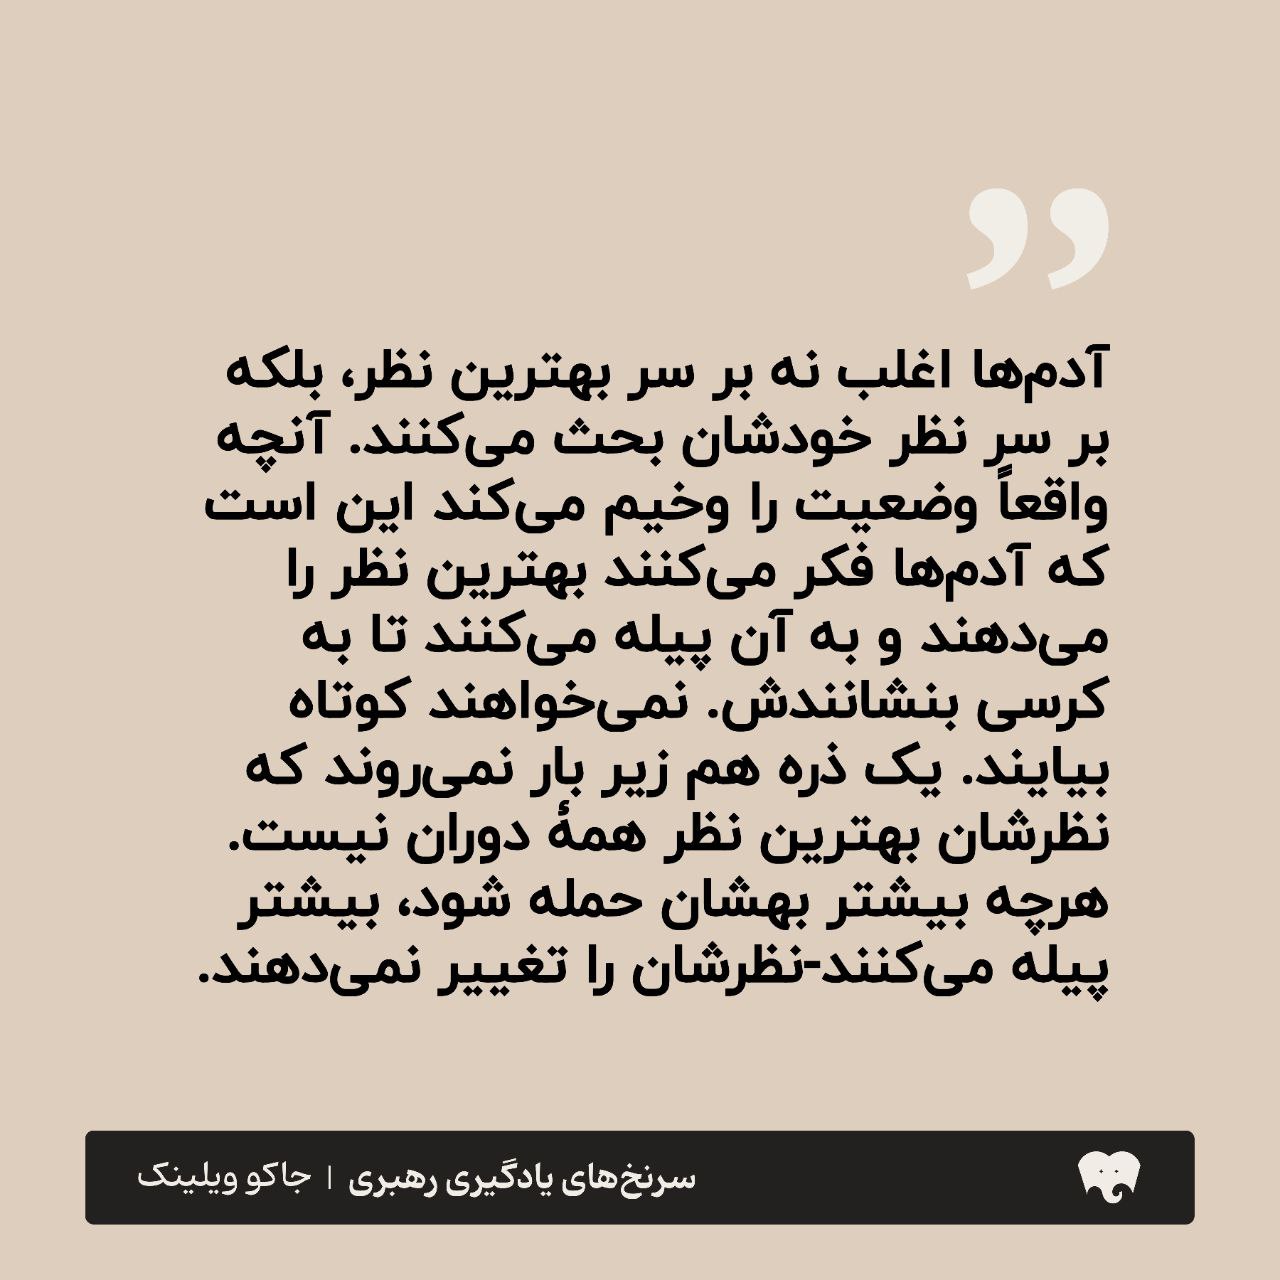 ”
آدم‌ها اغلب نه بر سر بهترین نظر، بلکه
بر سر نظر خودشان بحث می‌کنند. آنچه
واقعاً وضعیت را وخیم می‌کند این است
که آدم‌ها فکر می‌کنند بهترین نظر را
می‌دهند و به آن پیله می‌کنند تا به
کرسی بنشانندش. نمی‌خواهند کوتاه
بیایند. یک ذره هم زیر بار نمی‌روند که
نظرشان بهترین نظر همهٔ دوران نیست.
هرچه بیشتر بهشان حمله شود، بیشتر
پیله می‌کنند-نظرشان را تغییر نمی‌دهند.
سرنخ‌های یادگیری رهبری | جاکو ویلینک